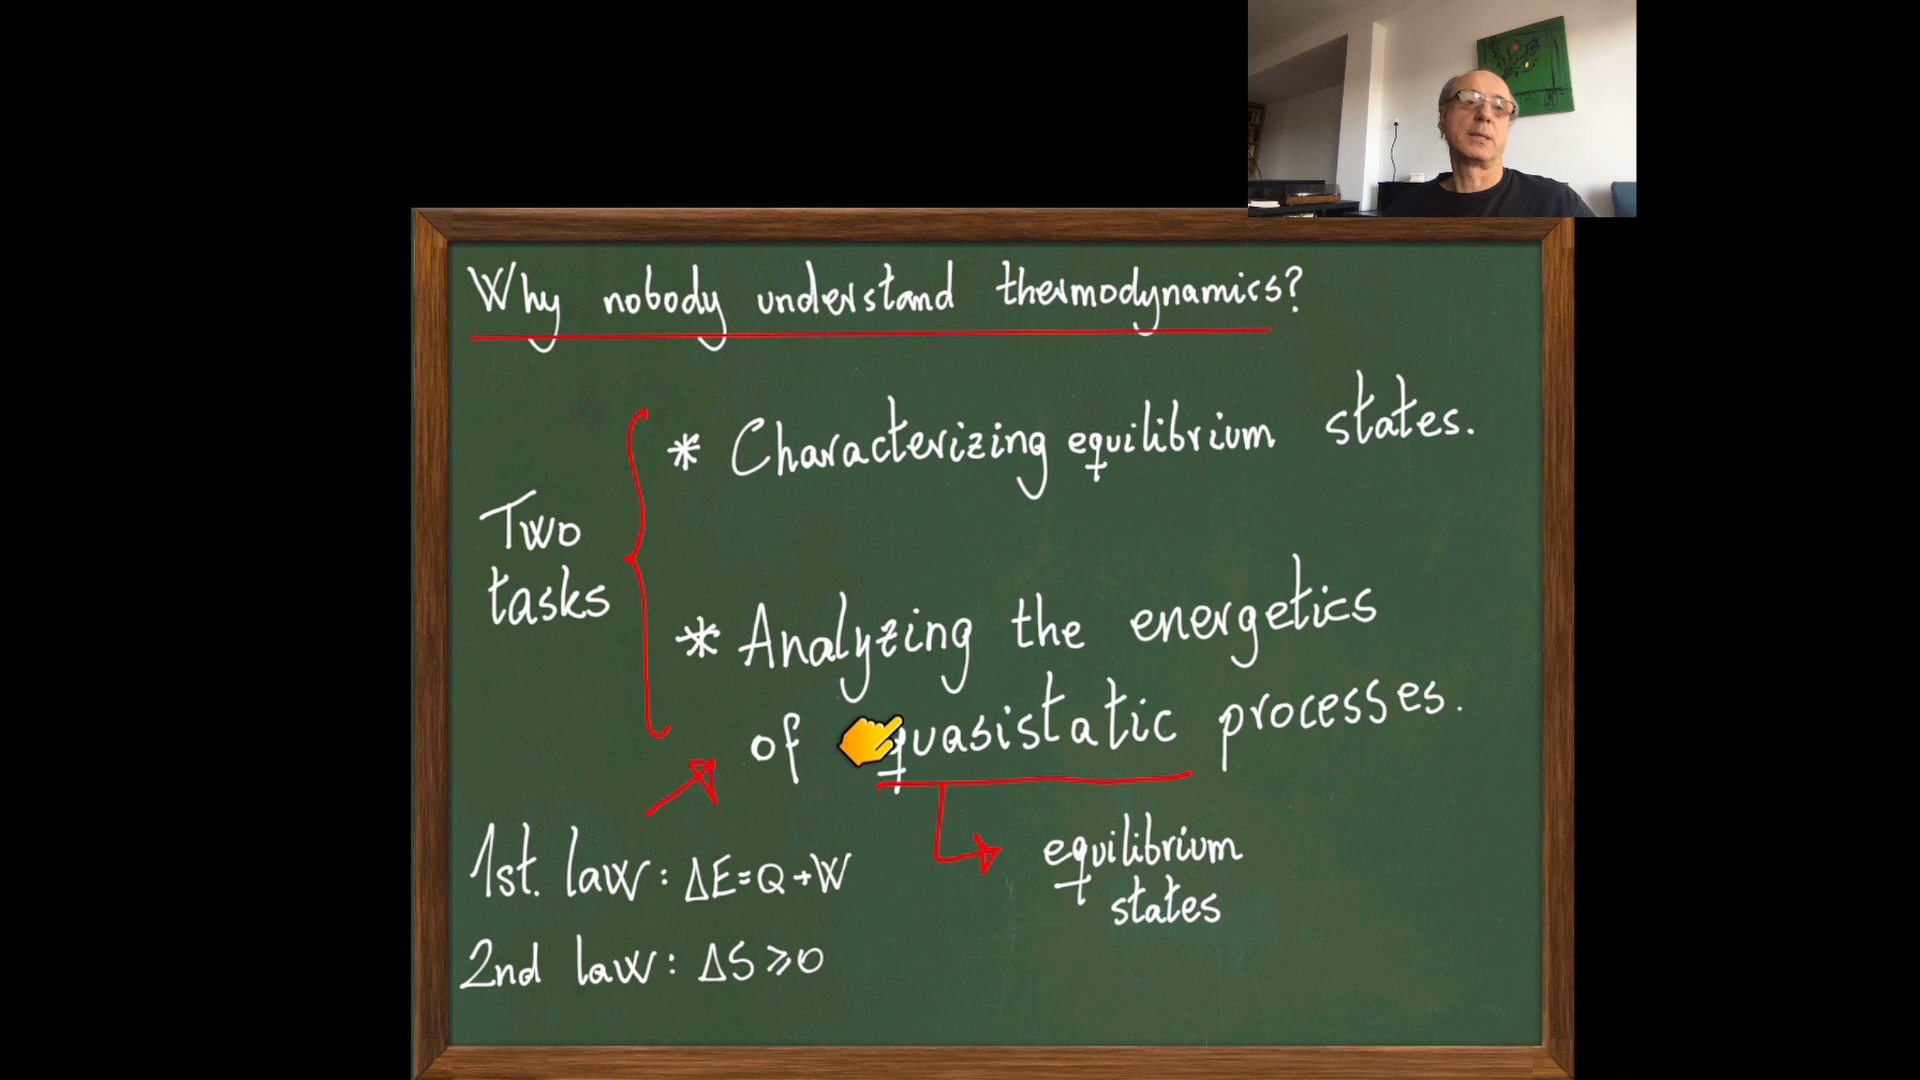 Why nobody understand thermodynamics?
* Characterizing equilibrium states.
Two
tasks
* Analyzing the energetics
of quasistatic processes.
1st. law: ΔE=Q+W
equilibrium
states
2nd law: ΔS⩾0